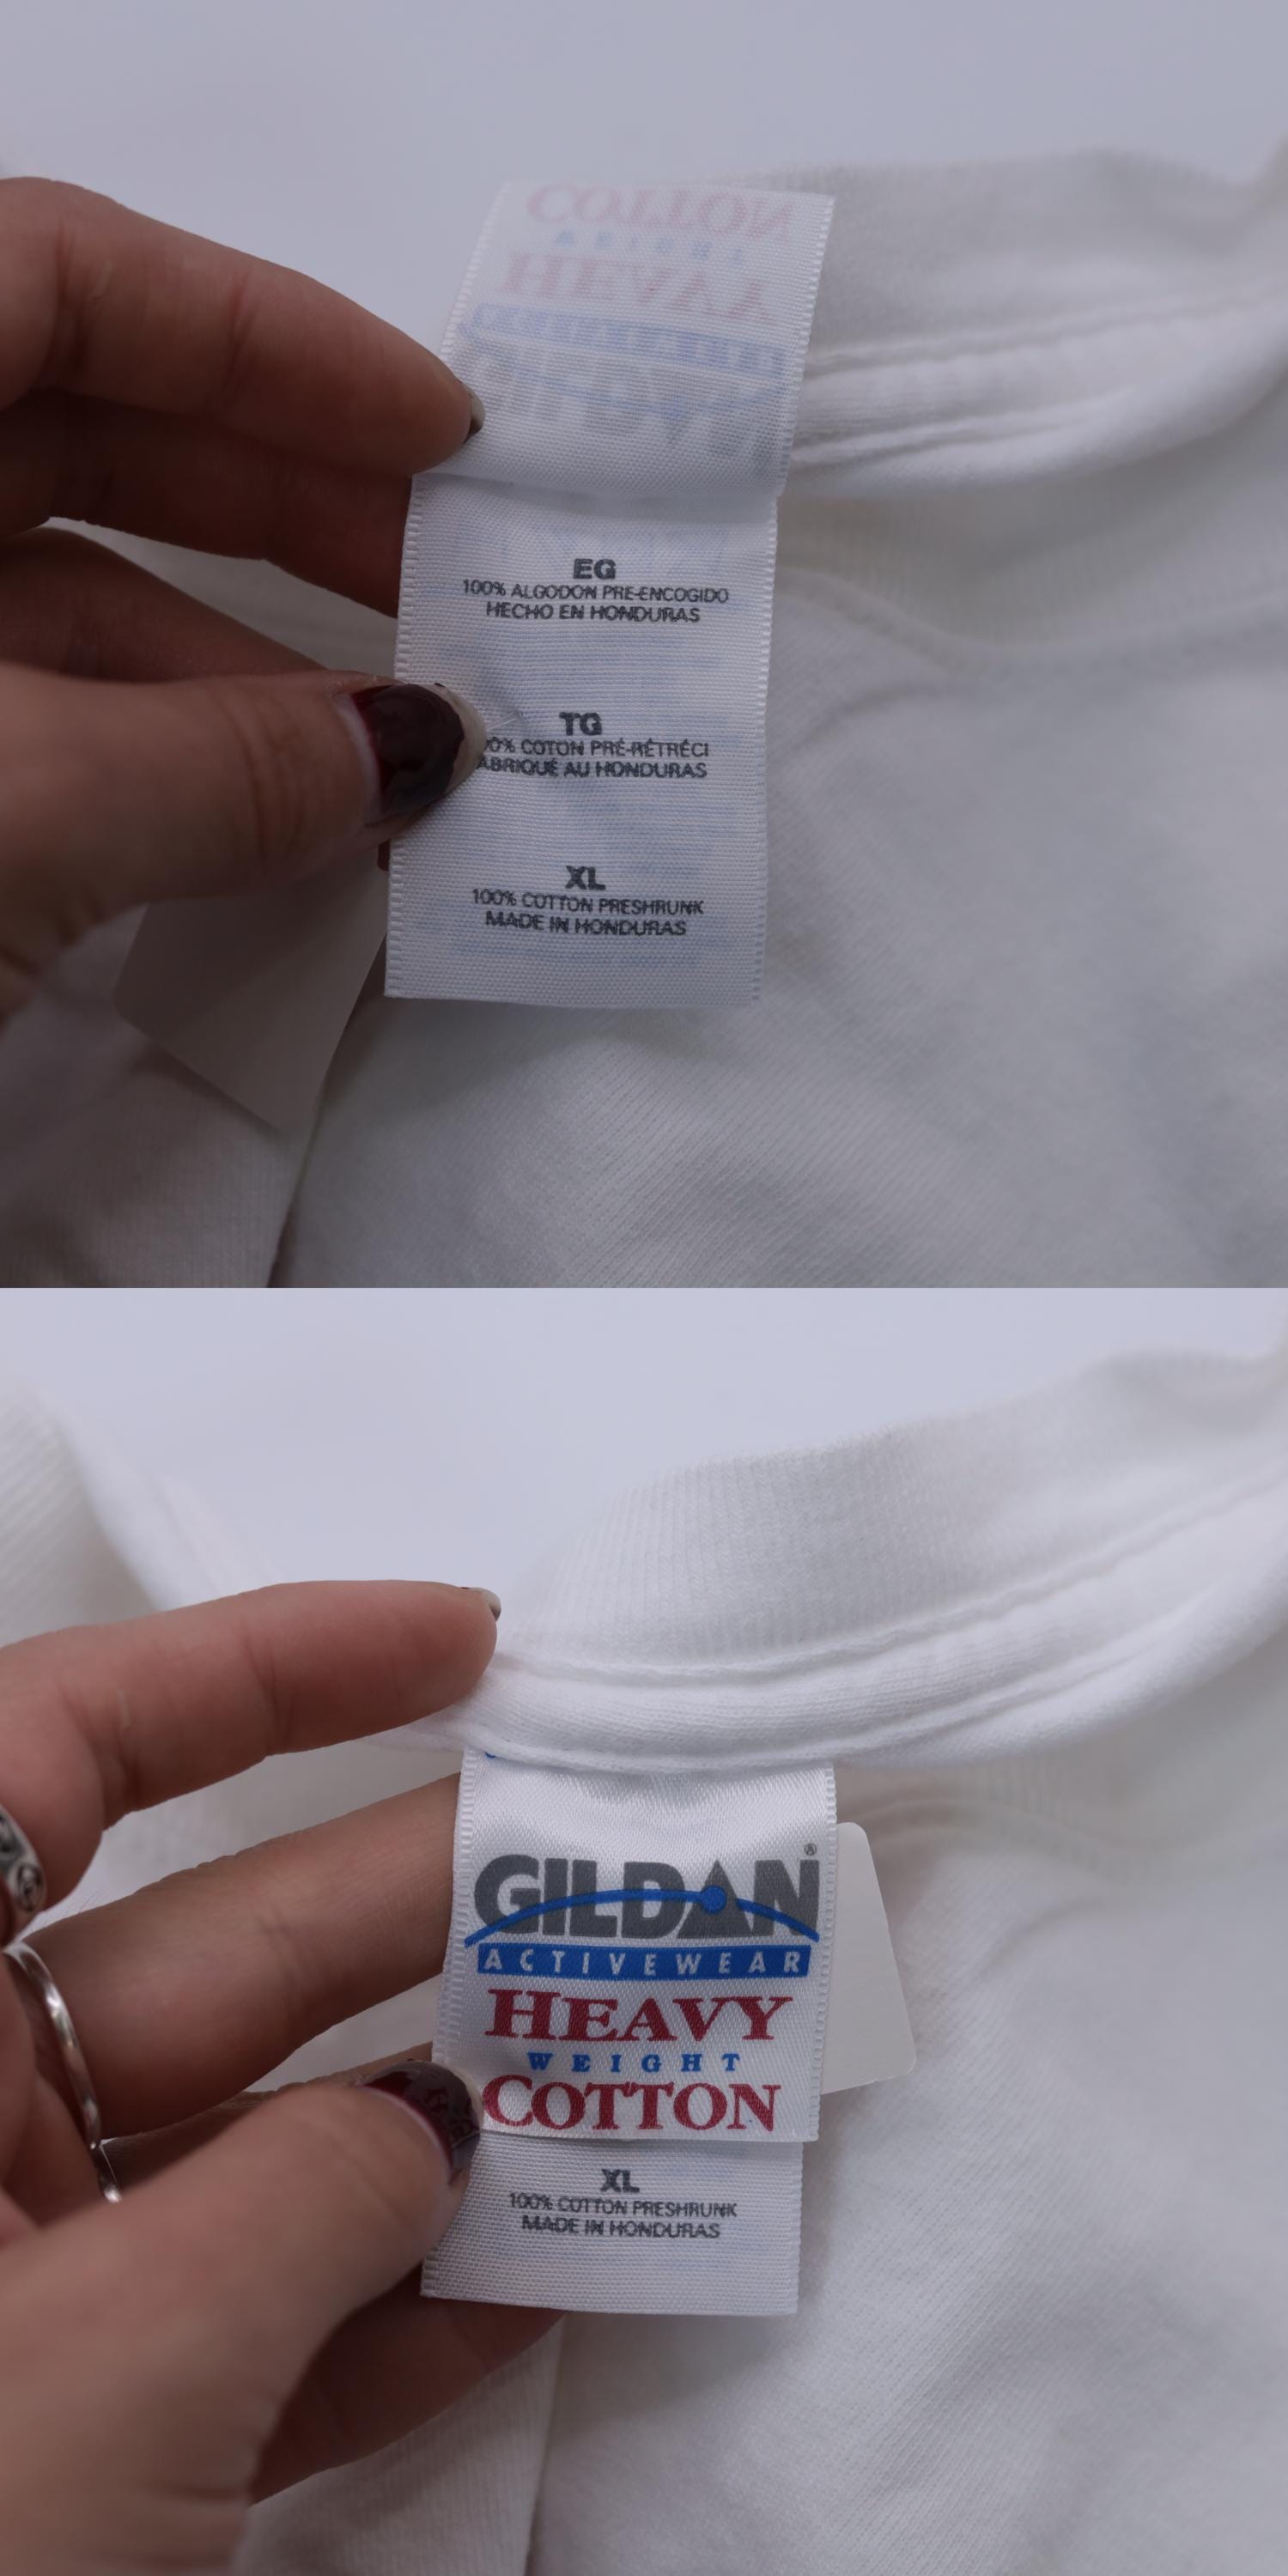 EG
100% ALGODON PRE-ENCOGIDO
HECHO EN HONDURAS
TG
COTON PRÉ-RÉTRÉCI
AU HONDURAS
XL
100% COTTON PRESHRUNK
MADE IN HONDURAS
GILDAN®
ACTIVEWEAR
HEAVY
WEIGHT
COTTON
XL
100% COTTON PRESHRUNK
MADE IN HONDURAS